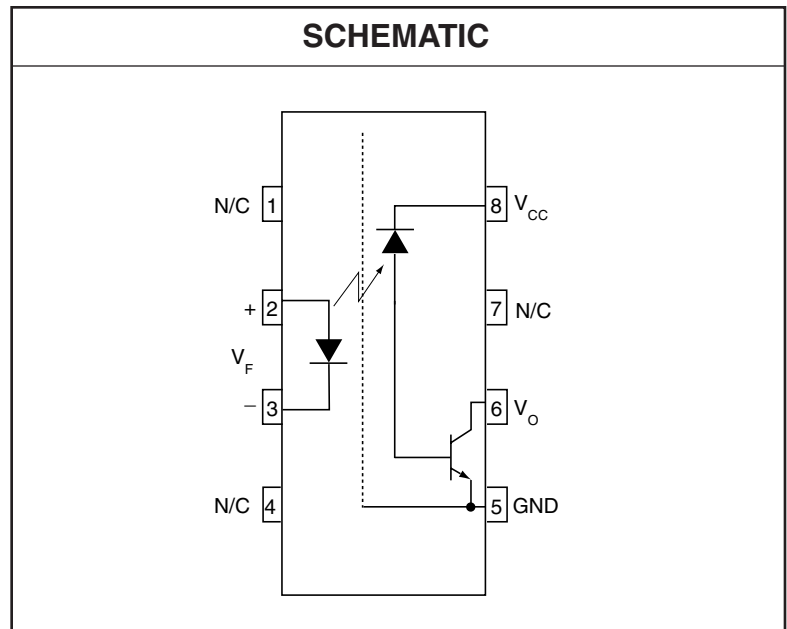 SCHEMATIC
N/C 1
8 VCC
+ 2
7 N/C
VF
− 3
6 VO
N/C 4
5 GND